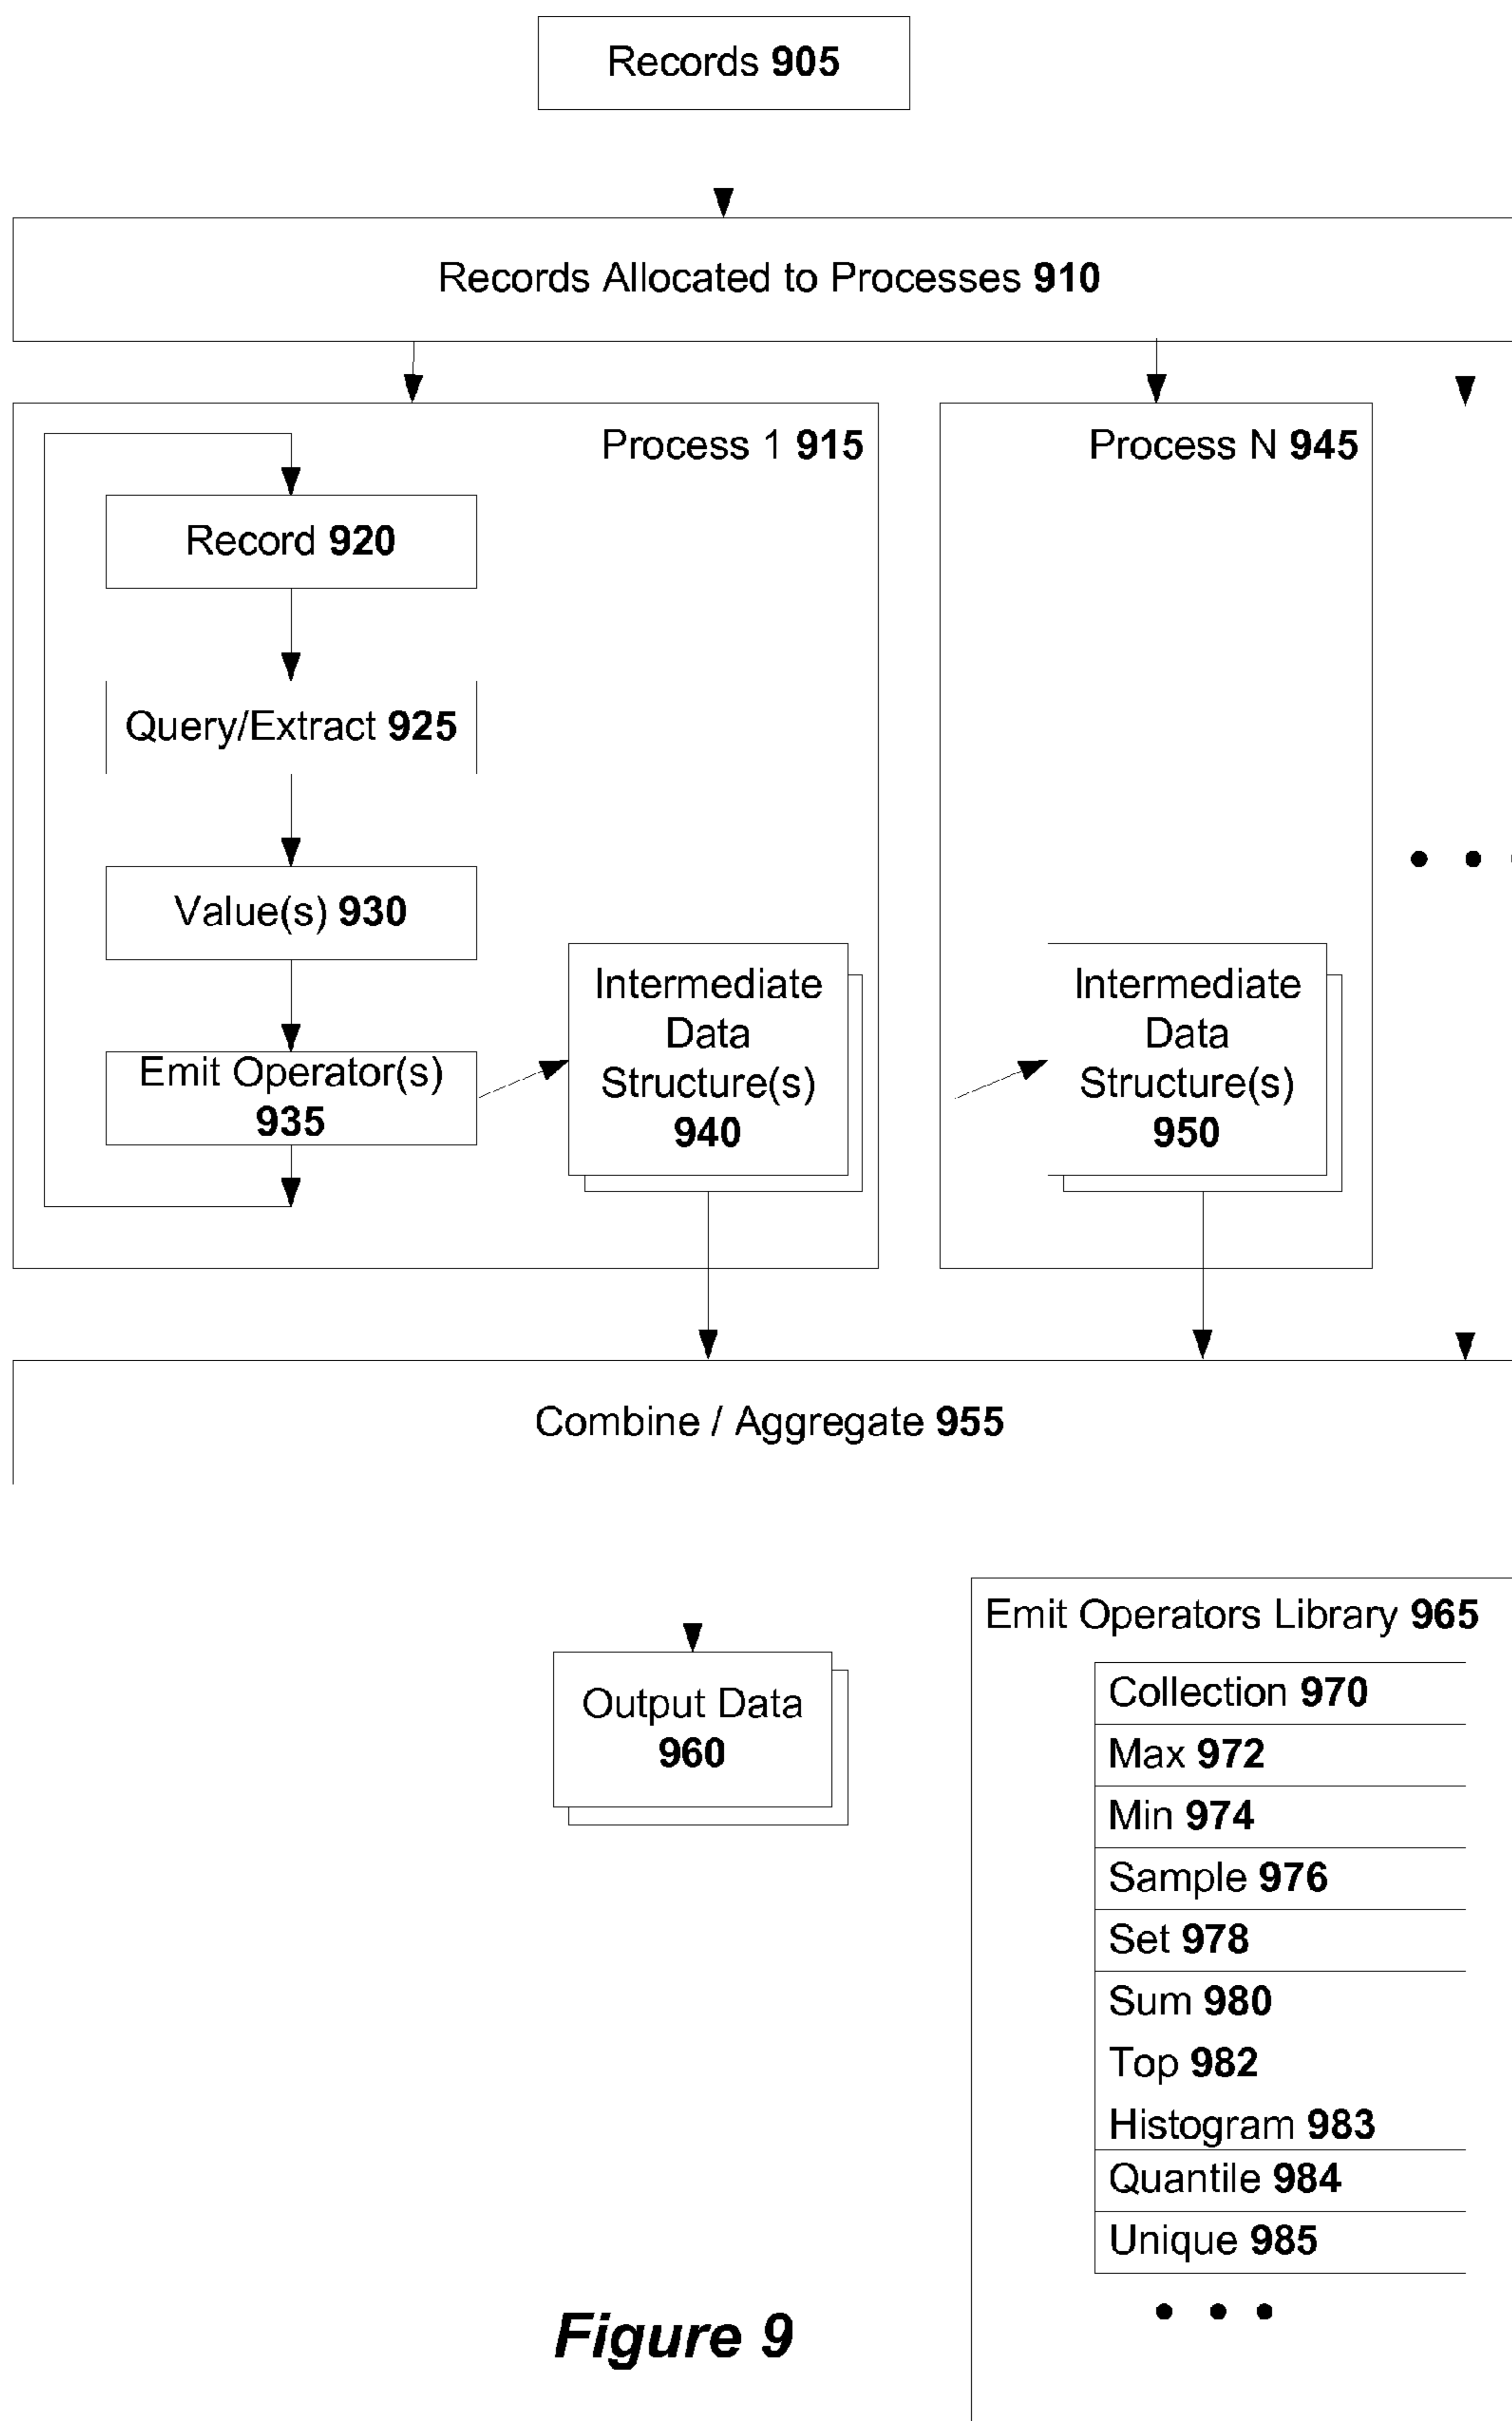 Records 905
Records Allocated to Processes 910
Process 1 915
Record 920
Query/Extract 925
Value(s) 930
Emit Operator(s)
935
Intermediate
Data
Structure(s)
940
Process N 945
Intermediate
Data
Structure(s)
950
Combine / Aggregate 955
Output Data
960
Emit Operators Library 965
Collection 970
Max 972
Min 974
Sample 976
Set 978
Sum 980
Top 982
Histogram 983
Quantile 984
Unique 985
Figure 9